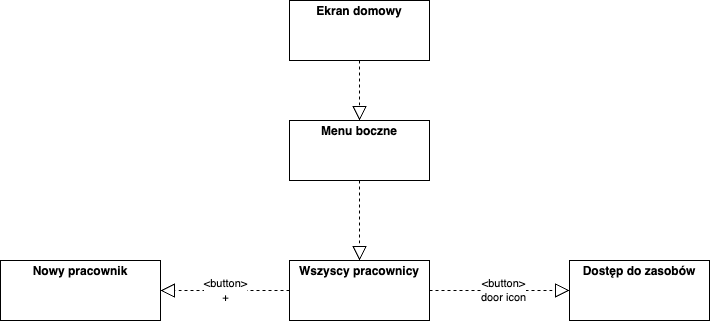 Ekran domowy
Menu boczne
Nowy pracownik
<button>
+
Wszyscy pracownicy
<button>
door icon
Dostęp do zasobów